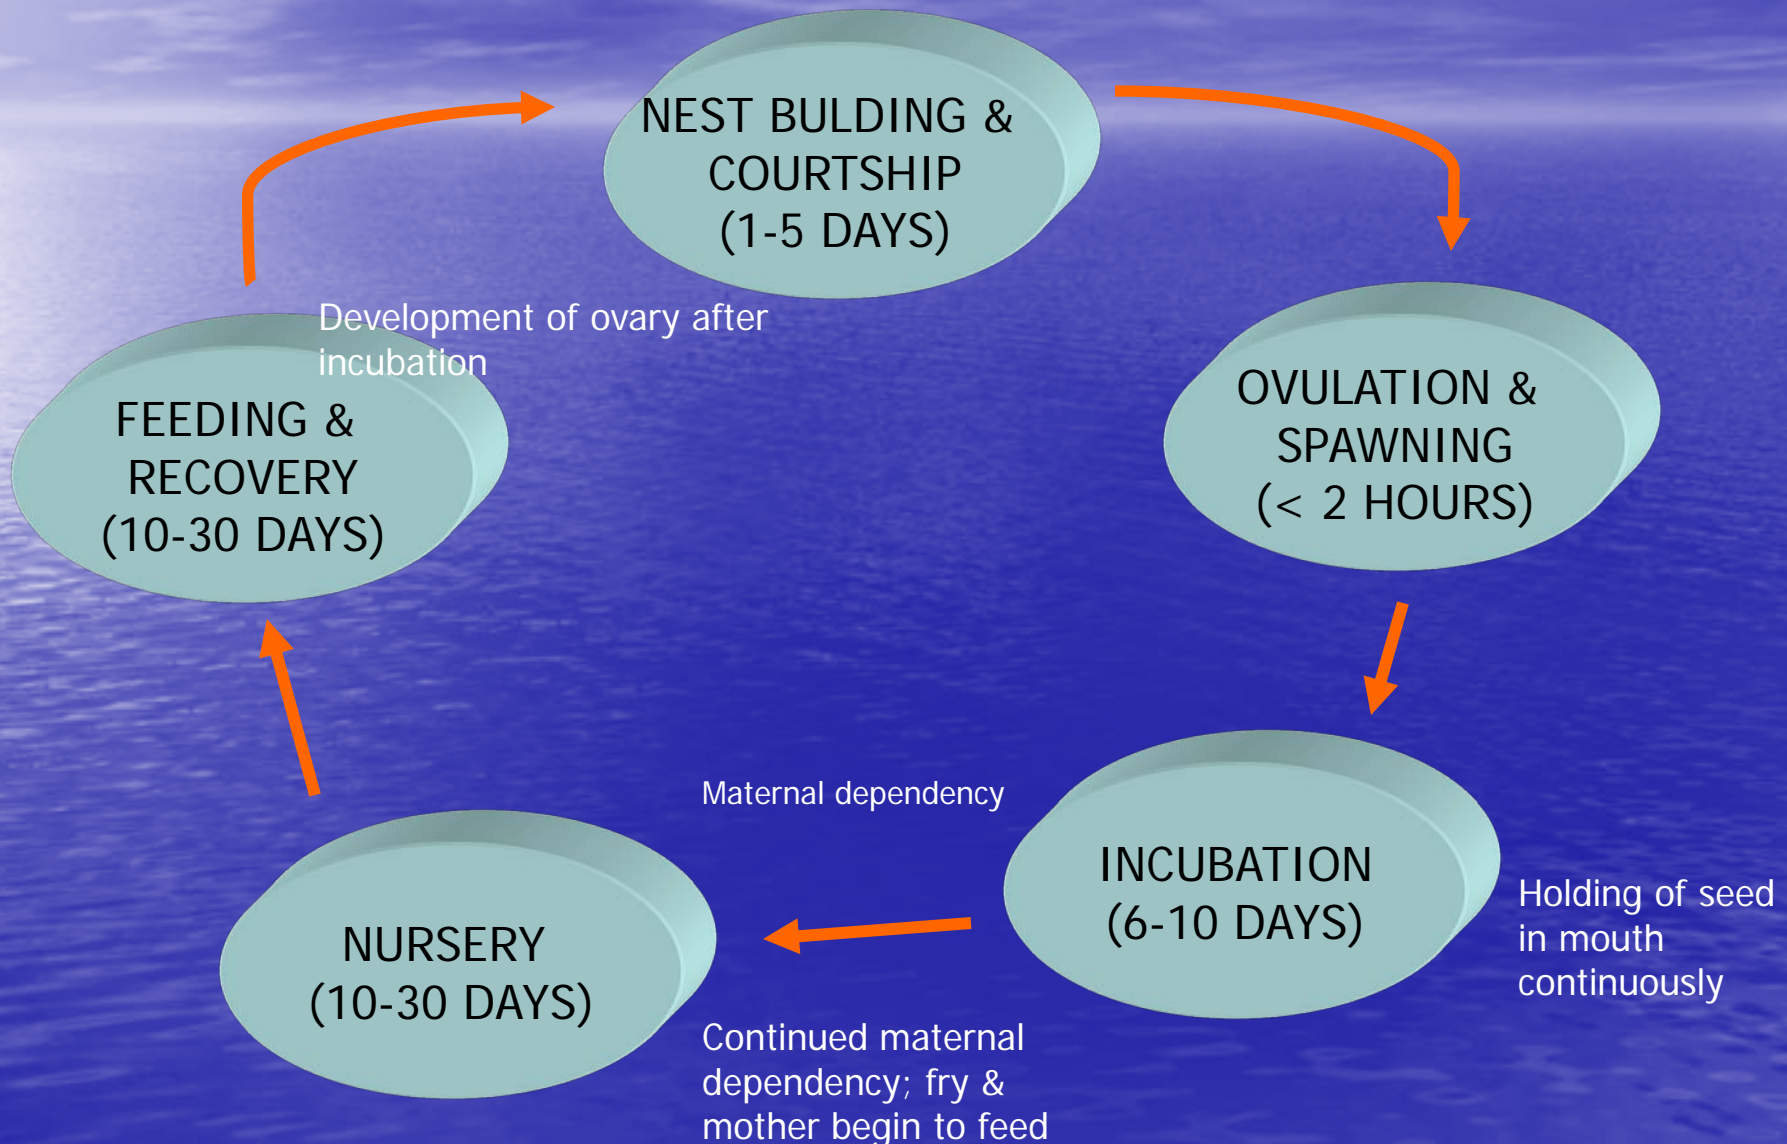 NEST BULDING &
COURTSHIP
(1-5 DAYS)
OVULATION &
SPAWNING
(< 2 HOURS)
INCUBATION
(6-10 DAYS)
Holding of seed
in mouth
continuously
Maternal dependency
NURSERY
(10-30 DAYS)
Continued maternal
dependency; fry &
mother begin to feed
FEEDING &
RECOVERY
(10-30 DAYS)
Development of ovary after
incubation